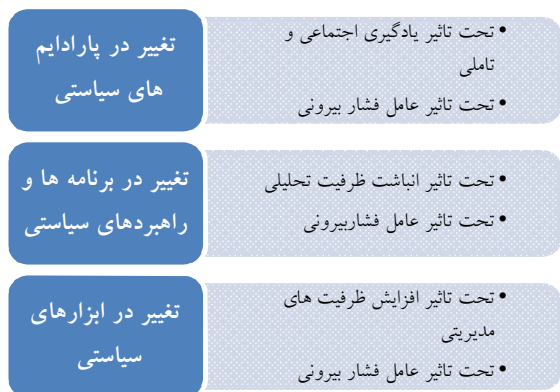 تغییر در پارادایم
های سیاستی
•تحت تاثیر یادگیری اجتماعی و
تاملی
•تحت تاثیر عامل فشار بیرونی
تغییر در برنامه ها و
راهبردهای سیاستی
•تحت تاثیر انباشت ظرفیت تحلیلی
•تحت تاثیر عامل فشاربیرونی
تغییر در ابزارهای
سیاستی
•تحت تاثیر افزایش ظرفیت های
مدیریتی
•تحت تاثیر عامل فشار بیرونی